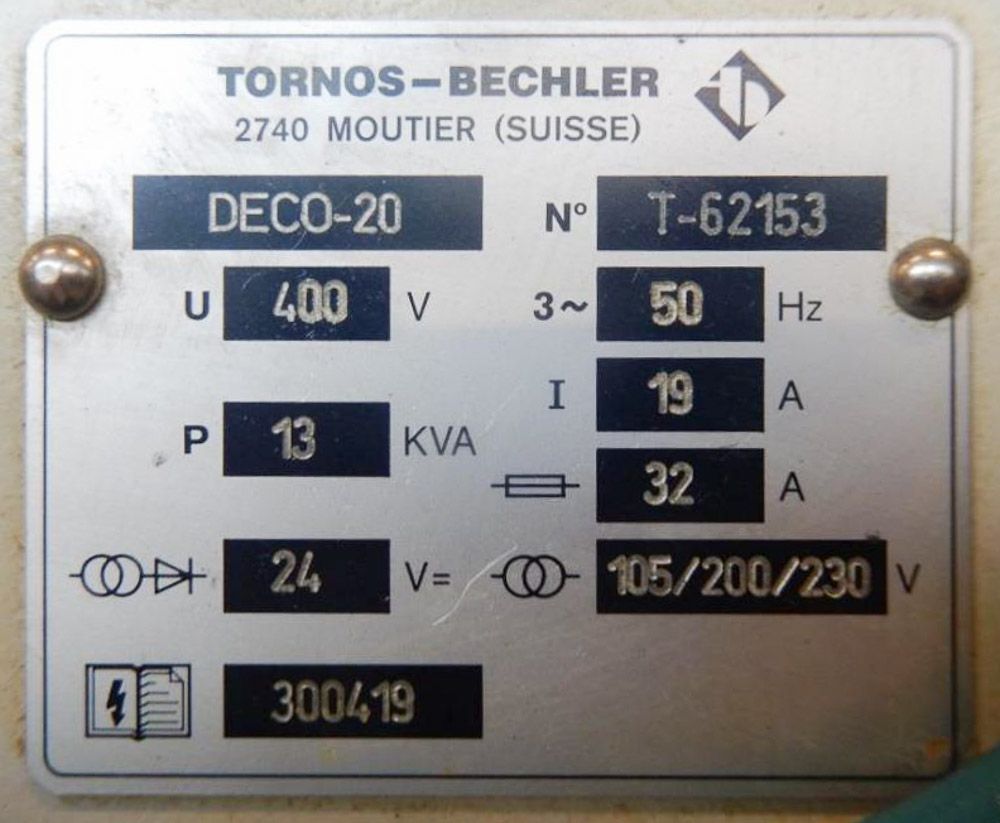 TORNOS-BECHLER
2740 MOUTIER (SUISSE)
DECO-20 N° T-62153
U 400 V 3~ 50 Hz
I 19 A
P 13 KVA
32 A
24 V= 105/200/230 V
300419